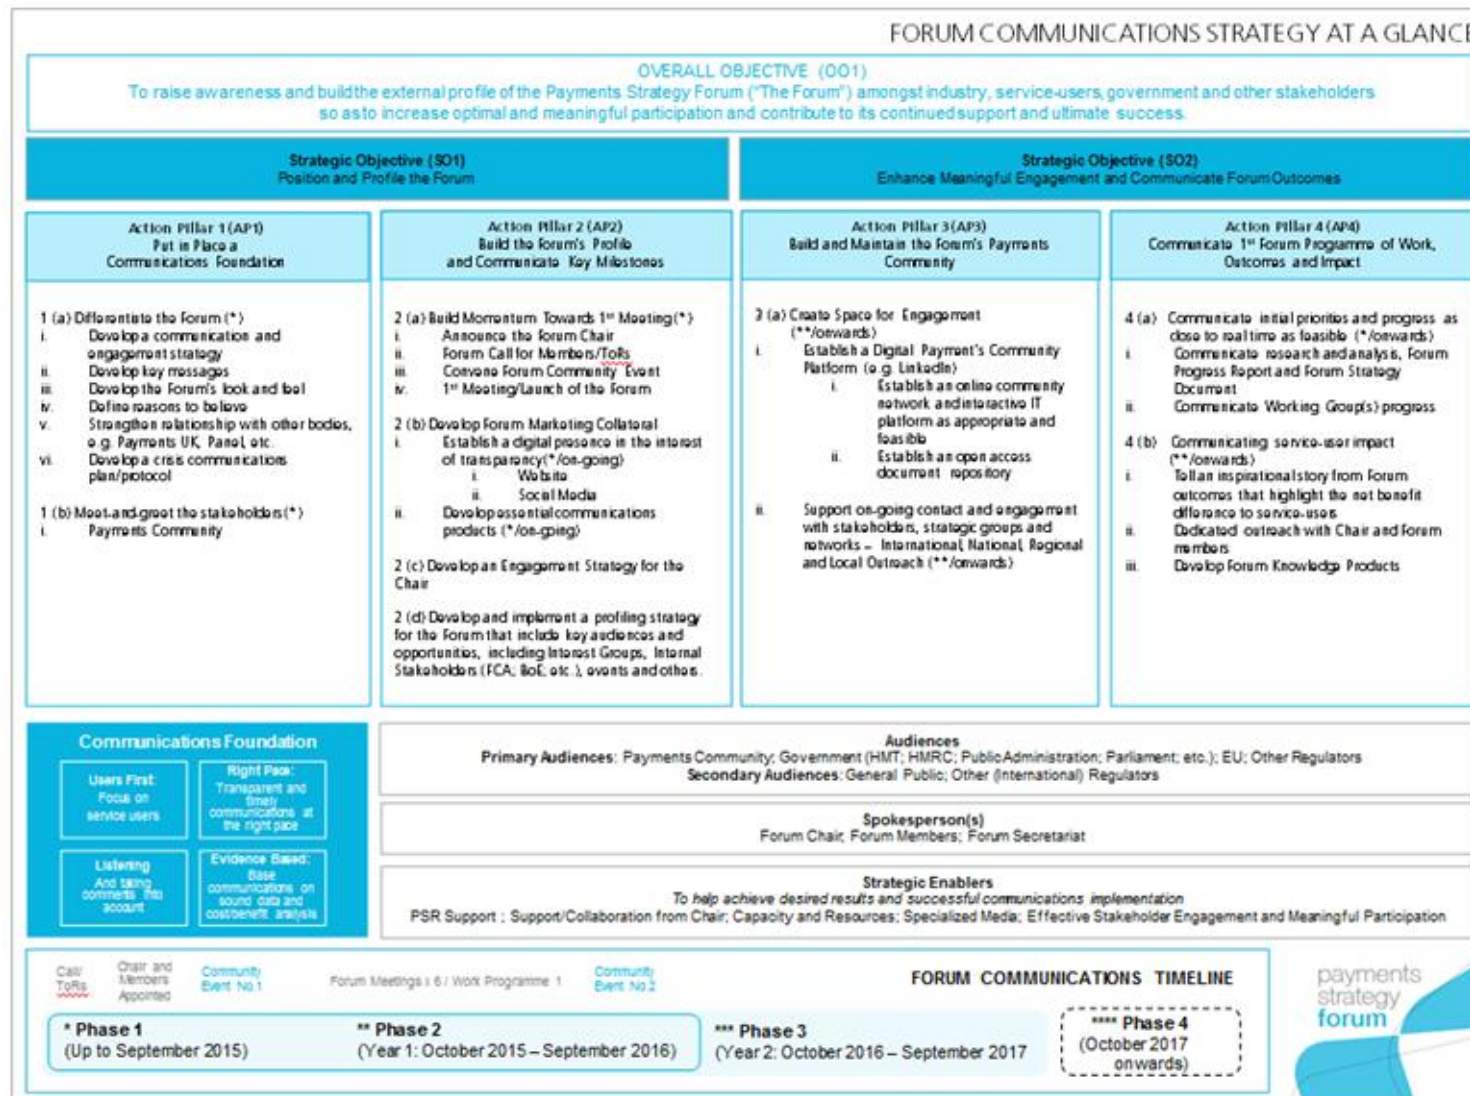 FORUM COMMUNICATIONS STRATEGY AT A GLANCE
OVERALL OBJECTIVE (OO1)
To raise awareness and build the external profile of the Payments Strategy Forum ("The Forum") amongst industry, service-users, government and other stakeholders
so as to increase optimal and meaningful participation and contribute to its continued support and ultimate success.
Strategic Objective (SO1)
Position and Profile the Forum
Strategic Objective (SO2)
Enhance Meaningful Engagement and Communicate Forum Outcomes
Action Pillar 1 (AP1)
Put in Place a
Communications Foundation
1 (a) Differentiate the Forum (*)
i. Develop a communication and
engagement strategy
ii. Develop key messages
iii. Develop the Forum's look and feel
iv. Define reasons to believe
v. Strengthen relationship with other bodies,
e.g. Payments UK, Panel, etc.
vi. Develop a crisis communications
plan/protocol
1 (b) Meet-and-greet the stakeholders (*)
i. Payments Community
Action Pillar 2 (AP2)
Build the Forum's Profile
and Communicate Key Milestones
2 (a) Build Momentum Towards 1st Meeting (*)
i. Announce the Forum Chair
ii. Forum Call for Members/ToRs
iii. Convene Forum Community Event
iv. 1st Meeting/Launch of the Forum
2 (b) Develop Forum Marketing Collateral
i. Establish a digital presence in the interest
of transparency (*/on-going)
i. Website
ii. Social Media
ii. Develop essential communications
products (*/on-going)
2 (c) Develop an Engagement Strategy for the
Chair
2 (d) Develop and implement a profiling strategy
for the Forum that include key audiences and
opportunities, including Interest Groups, Internal
Stakeholders (FCA; BoE; etc.), events and others.
Action Pillar 3 (AP3)
Build and Maintain the Forum's Payments
Community
3 (a) Create Space for Engagement
(**/onwards)
i. Establish a Digital Payment's Community
Platform (e.g. LinkedIn)
i. Establish an online community
network and interactive IT
platform as appropriate and
feasible
ii. Establish an open access
document repository
ii. Support on-going contact and engagement
with stakeholders, strategic groups and
networks – International, National, Regional
and Local Outreach (**/onwards)
Action Pillar 4 (AP4)
Communicate 1st Forum Programme of Work,
Outcomes and Impact
4 (a) Communicate initial priorities and progress as
close to real time as feasible (*/onwards)
i. Communicate research and analysis, Forum
Progress Report and Forum Strategy
Document
ii. Communicate Working Group(s) progress
4 (b) Communicating service-user impact
(**/onwards)
i. Tell an inspirational story from Forum
outcomes that highlight the net benefit
difference to service-users
ii. Dedicated outreach with Chair and Forum
members
iii. Develop Forum Knowledge Products
Communications Foundation
Users First:
Focus on
service users
Right Pace:
Transparent and
timely
communications at
the right pace
Listening
And taking
comments into
account
Evidence Based:
Base
communications on
sound data and
cost/benefit analysis
Audiences
Primary Audiences: Payments Community; Government (HMT; HMRC; Public Administration; Parliament; etc.); EU; Other Regulators
Secondary Audiences: General Public; Other (International) Regulators
Spokesperson(s)
Forum Chair; Forum Members; Forum Secretariat
Strategic Enablers
To help achieve desired results and successful communications implementation
PSR Support ; Support/Collaboration from Chair; Capacity and Resources; Specialized Media; Effective Stakeholder Engagement and Meaningful Participation
Call/
ToRs
Chair and
Members
Appointed
Community
Event No.1
Forum Meetings x 6 / Work Programme 1
Community
Event No.2
FORUM COMMUNICATIONS TIMELINE
* Phase 1
(Up to September 2015)
** Phase 2
(Year 1: October 2015 – September 2016)
*** Phase 3
(Year 2: October 2016 – September 2017
**** Phase 4
(October 2017
onwards)
payments
strategy
forum